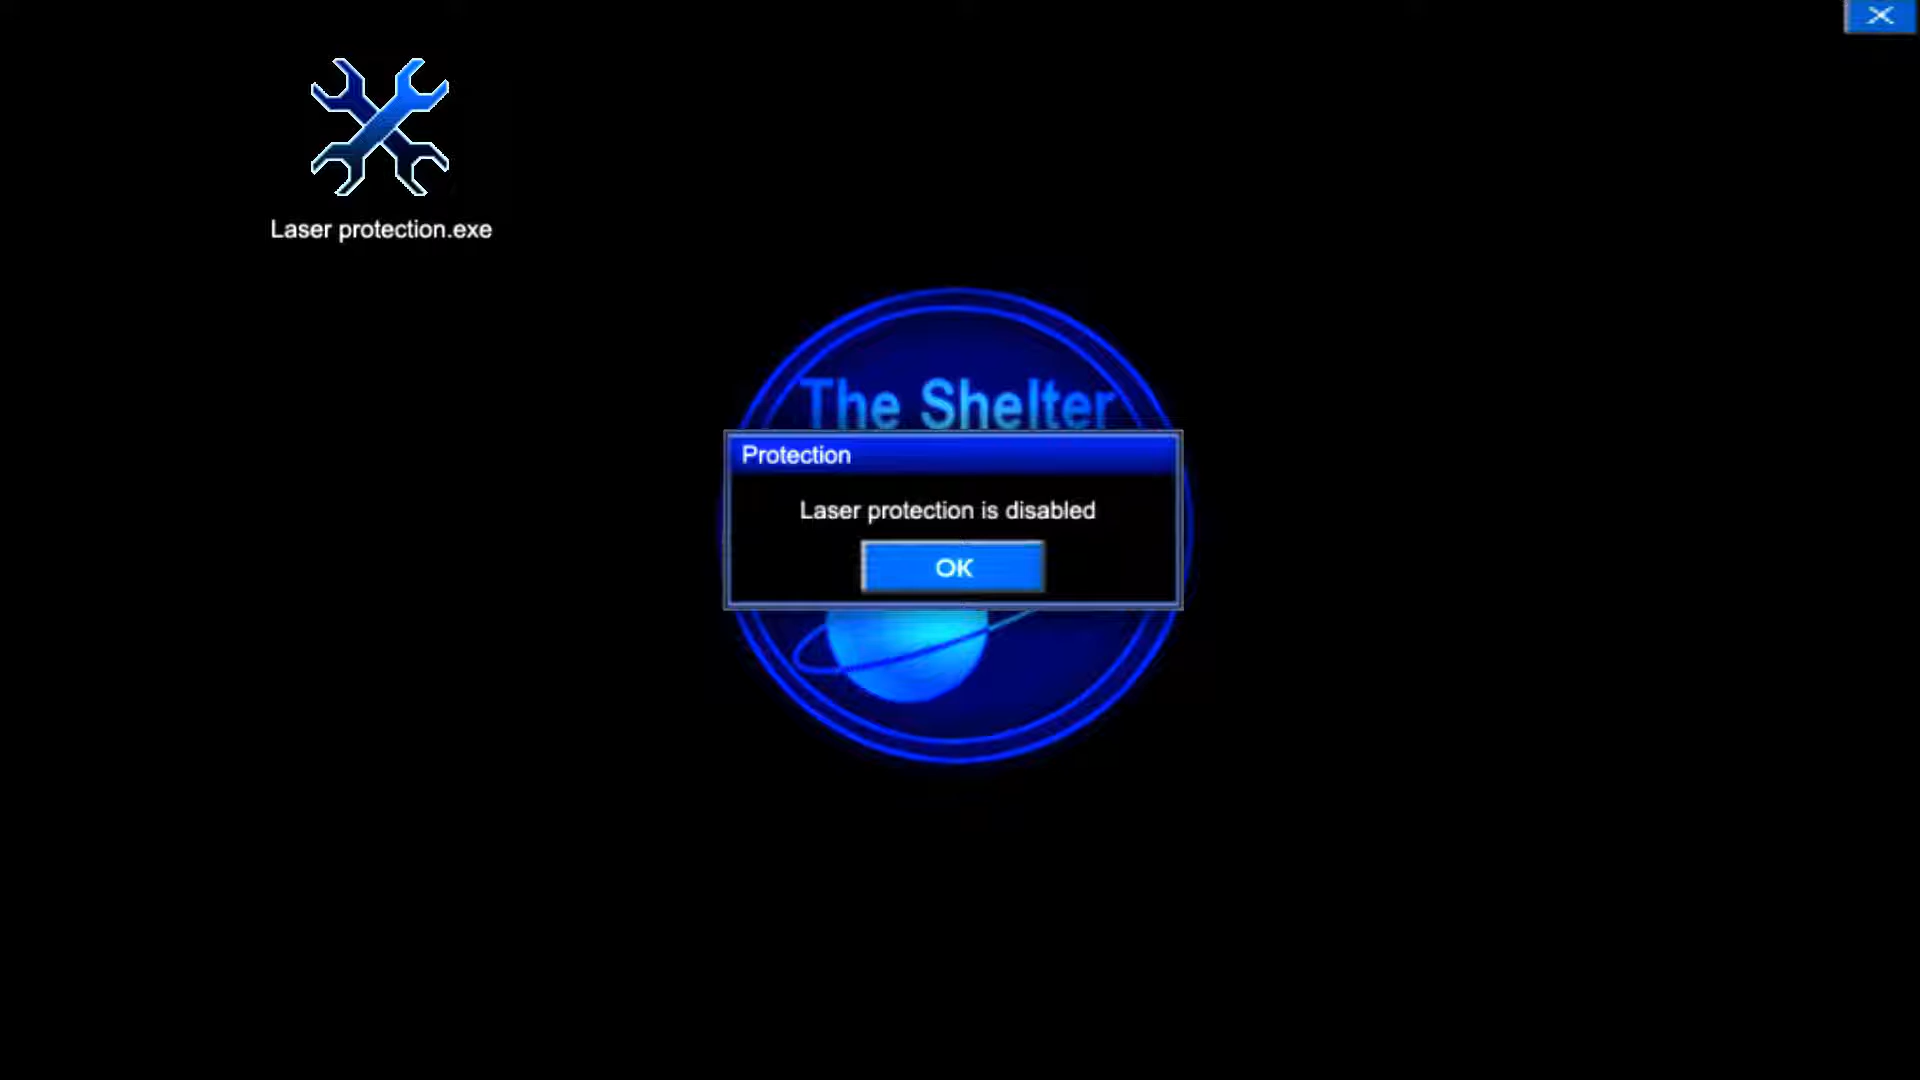 Laser protection.exe
The Shelter
Protection
Laser protection is disabled
OK